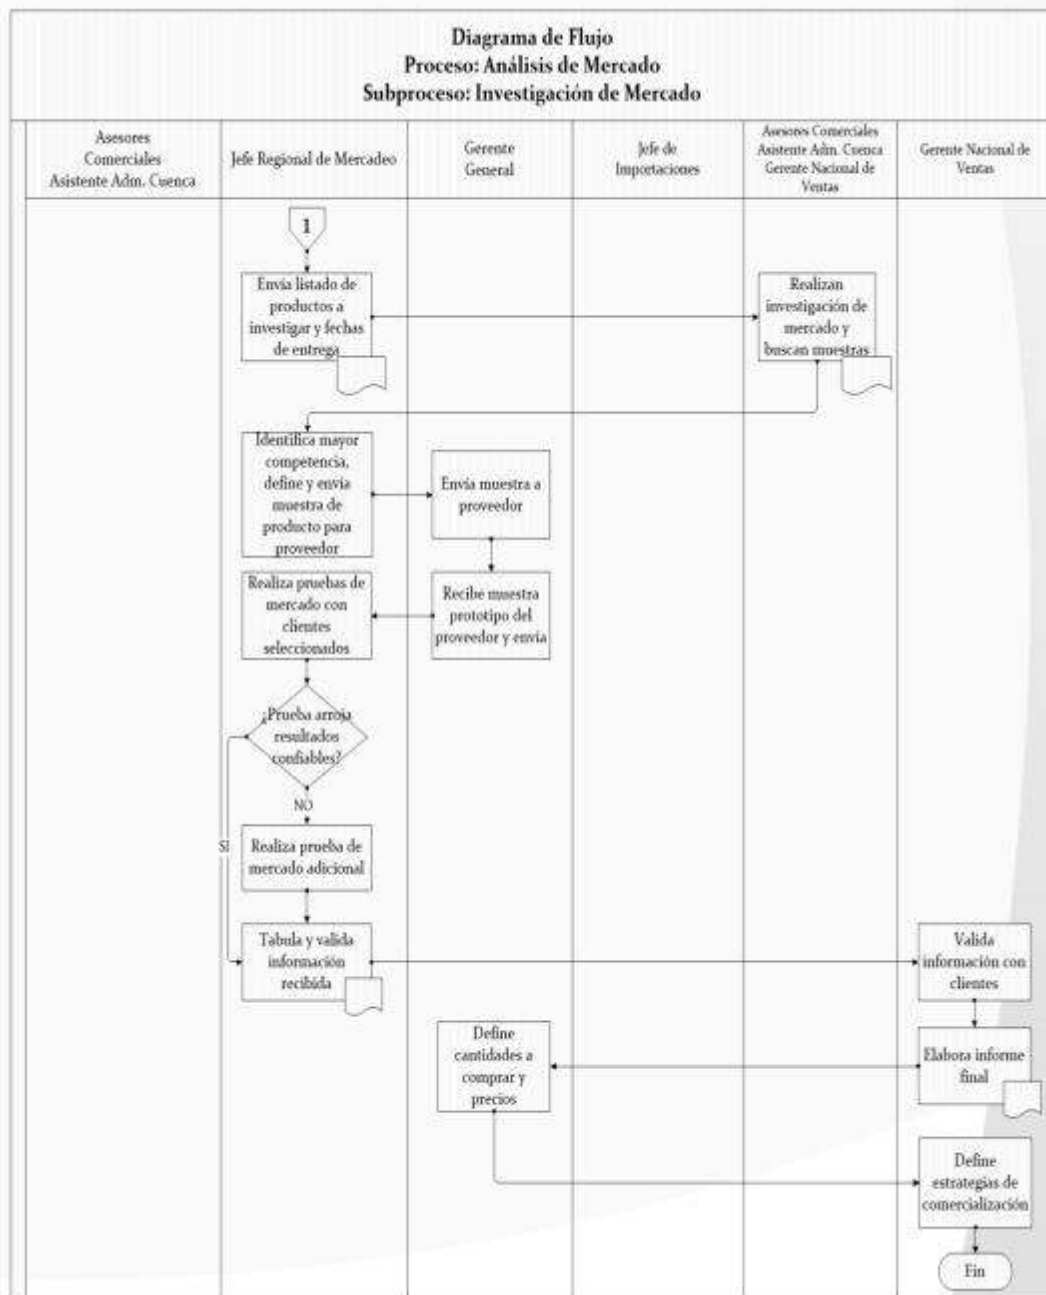 Diagrama de Flujo
Proceso: Análisis de Mercado
Subproceso: Investigación de Mercado
Asesores
Comerciales
Asistente Adm. Cuenca
Jefe Regional de Mercadeo
Gerente
General
Jefe de
Importaciones
Asesores Comerciales
Asistente Adm. Cuenca
Gerente Nacional de
Ventas
Gerente Nacional de
Ventas
1
Envía listado de
productos a
investigar y fechas
de entrega
Realizan
investigación de
mercado y
buscan muestras
Identifica mayor
competencia,
define y envía
muestra de
producto para
proveedor
Envía muestra a
proveedor
Realiza pruebas de
mercado con
clientes
seleccionados
Recibe muestra
prototipo del
proveedor y envía
¿Prueba arroja
resultados
confiables?
NO
SI
Realiza prueba de
mercado adicional
Tabula y valida
información
recibida
Valida
información con
clientes
Define
cantidades a
comprar y
precios
Elabora informe
final
Define
estrategias de
comercialización
Fin